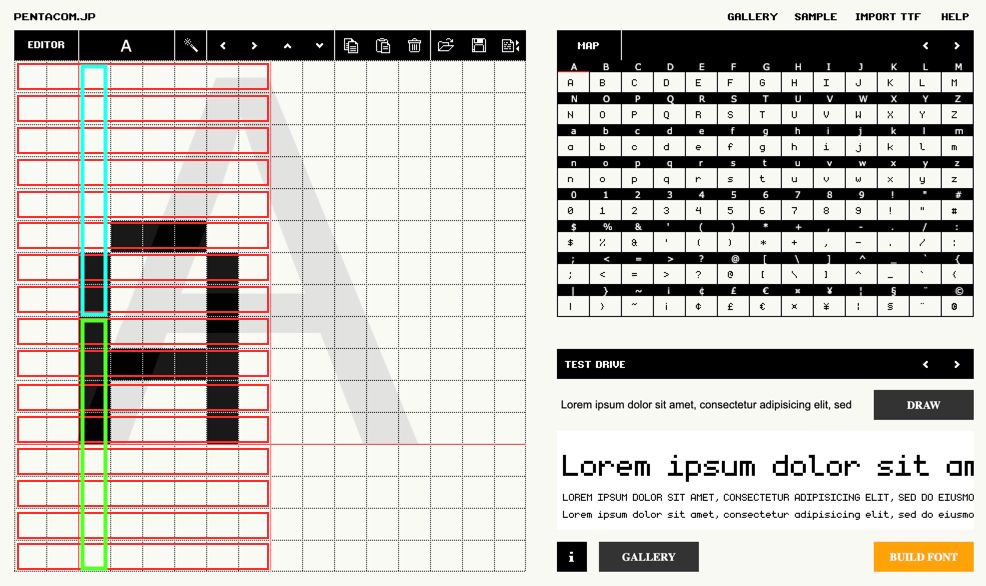 PENTACOM.JP
GALLERY SAMPLE IMPORT TTF HELP
EDITOR A
A
MAP
A B C D E F G H I J K L M
A B C D E F G H I J K L M
N O P Q R S T U V W X Y Z
N O P Q R S T U V W X Y Z
a b c d e f g h i j k l m
a b c d e f g h i j k l m
n o p q r s t u v w x y z
n o p q r s t u v w x y z
0 1 2 3 4 5 6 7 8 9 ! " #
0 1 2 3 4 5 6 7 8 9 ! " #
$ % & ' ( ) * + , - . / :
$ % & ' ( ) * + , - . / :
; < = > ? @ [ \ ] ^ _ ` {
; < = > ? @ [ \ ] ^ _ ` {
| } ~ ¡ ¢ £ € ¤ ¥ ¦ § ¨ ©
| } ~ ¡ ¢ £ € ¤ ¥ ¦ § ¨ ©
TEST DRIVE
Lorem ipsum dolor sit amet, consectetur adipisicing elit, sed
DRAW
Lorem ipsum dolor sit am
LOREM IPSUM DOLOR SIT AMET, CONSECTETUR ADIPISICING ELIT, SED DO EIUSMO
Lorem ipsum dolor sit amet, consectetur adipisicing elit, sed do eiusmo
i GALLERY BUILD FONT